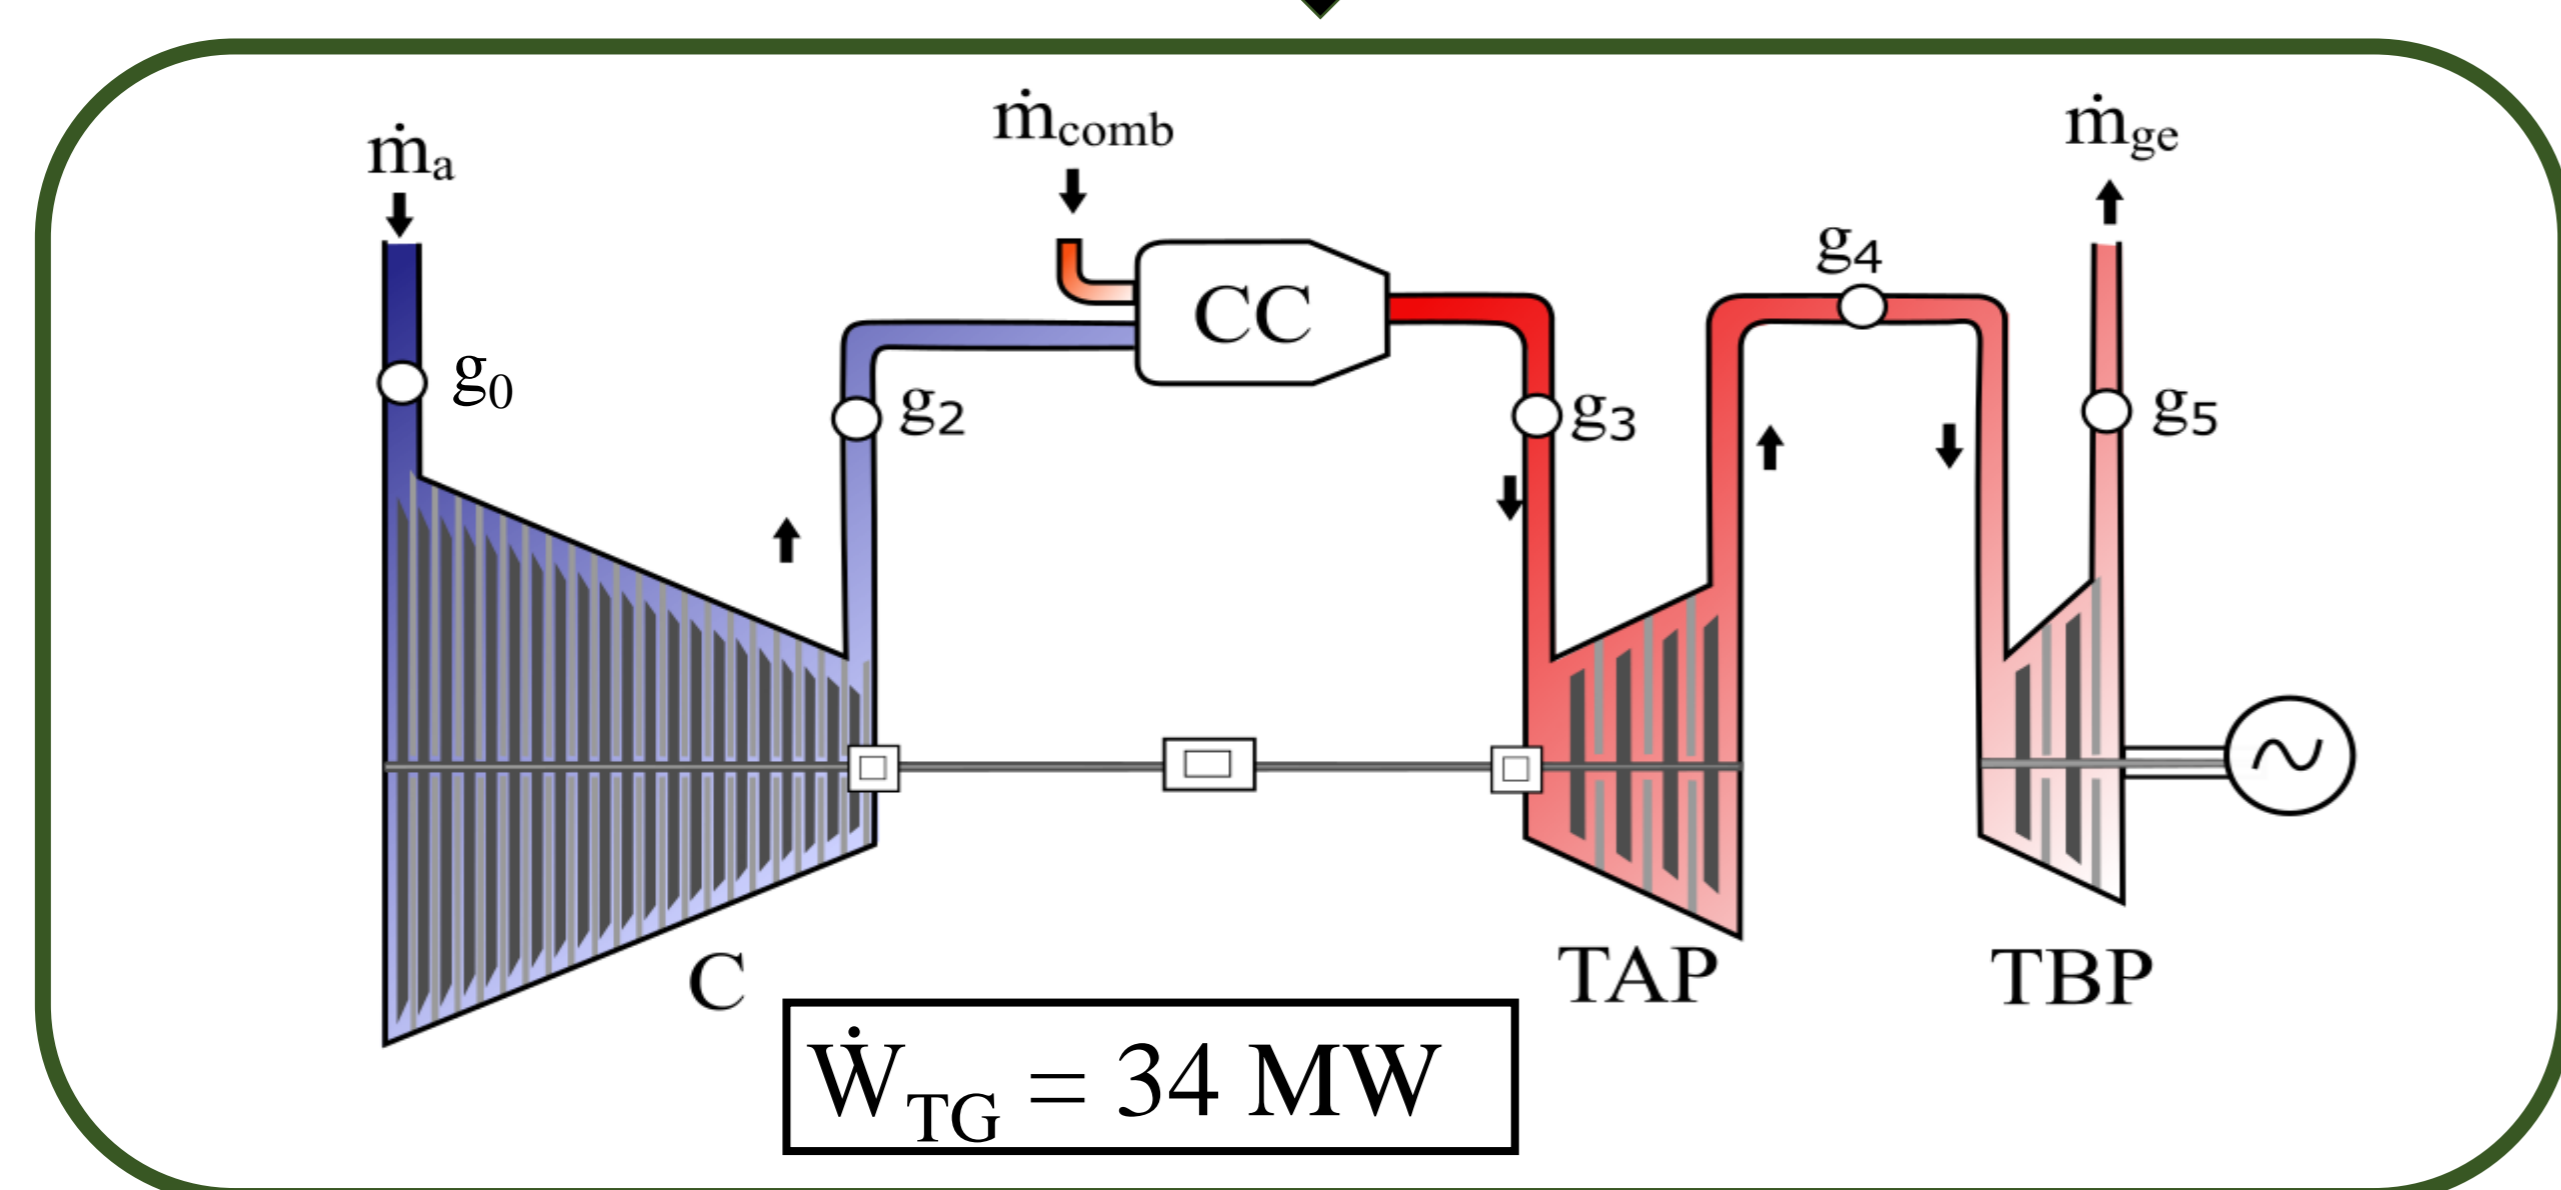 ṁa
ṁcomb
ṁge
g4
CC
g0
g2
g3
g5
~
C
TAP
TBP
ẆTG = 34 MW